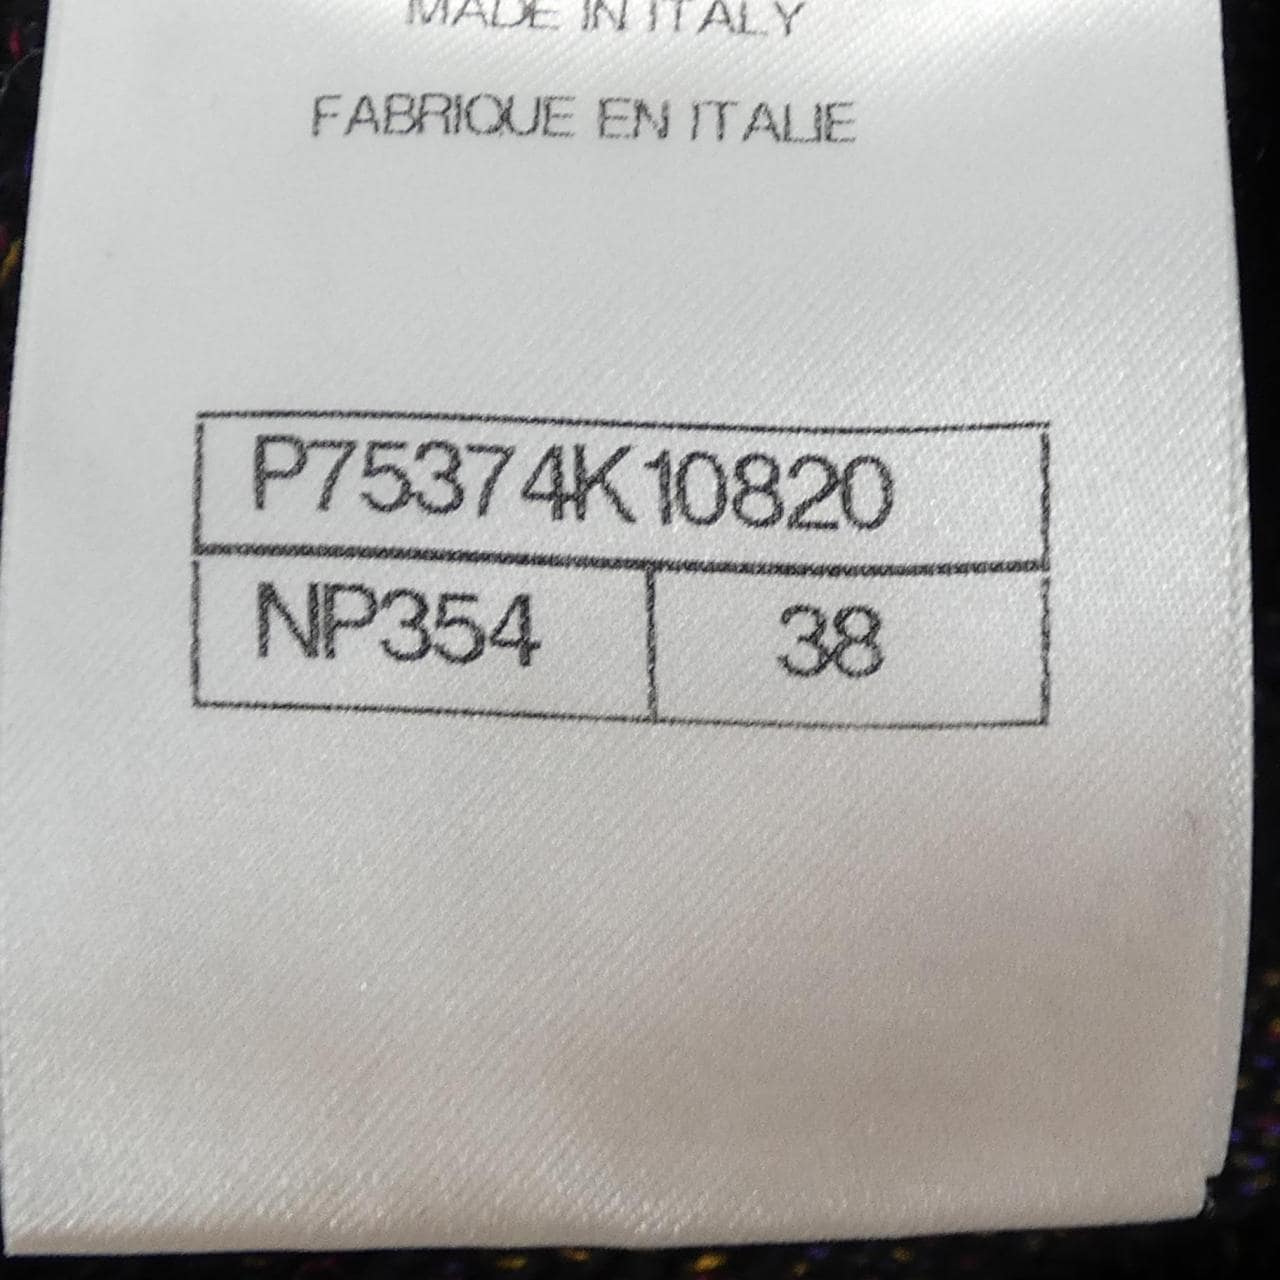 MADE IN ITALY
FABRIQUE EN ITALIE
P75374K10820
NP354 38